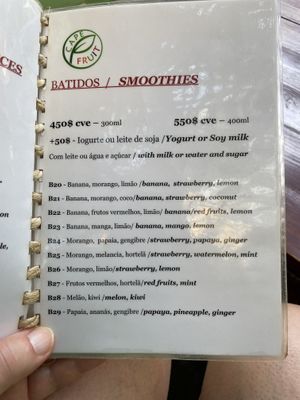 CES
CAPE
FRUIT
BATIDOS / SMOOTHIES
450$ cve – 300ml 550$ cve – 400ml
+50$ - Iogurte ou leite de soja /Yogurt or Soy milk
Com leite ou água e açúcar / with milk or water and sugar
B20 - Banana, morango, limão/banana, strawberry, lemon
B21 - Banana, morango, coco/banana, strawberry, coconut
B22 - Banana, frutos vermelhos, limão/ banana/red fruits, lemon
B23 - Banana, manga, limão/banana, mango, lemon
B24 - Morango, papaia, gengibre /strawberry, papaya, ginger
B25 - Morango, melancia, hortelã/strawberry, watermelon, mint
B26 - Morango, limão/strawberry, lemon
B27 - Frutos vermelhos, hortelã/red fruits, mint
B28 - Melão, kiwi /melon, kiwi
B29 - Papaia, ananás, gengibre /papaya, pineapple, ginger